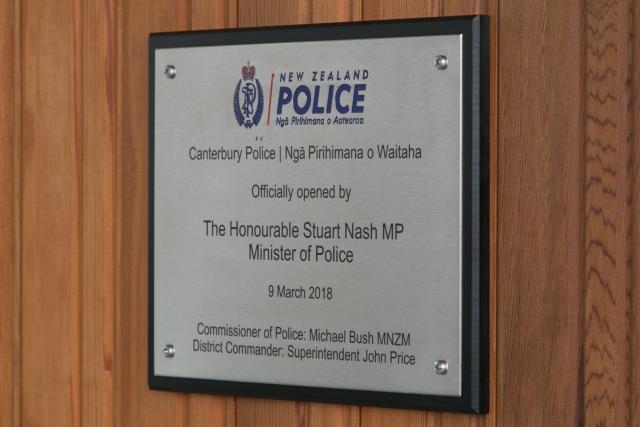 NEW ZEALAND
POLICE
Ngā Pirihimana o Aotearoa
Canterbury Police | Ngā Pirihimana o Waitaha
Officially opened by
The Honourable Stuart Nash MP
Minister of Police
9 March 2018
Commissioner of Police: Michael Bush MNZM
District Commander: Superintendent John Price